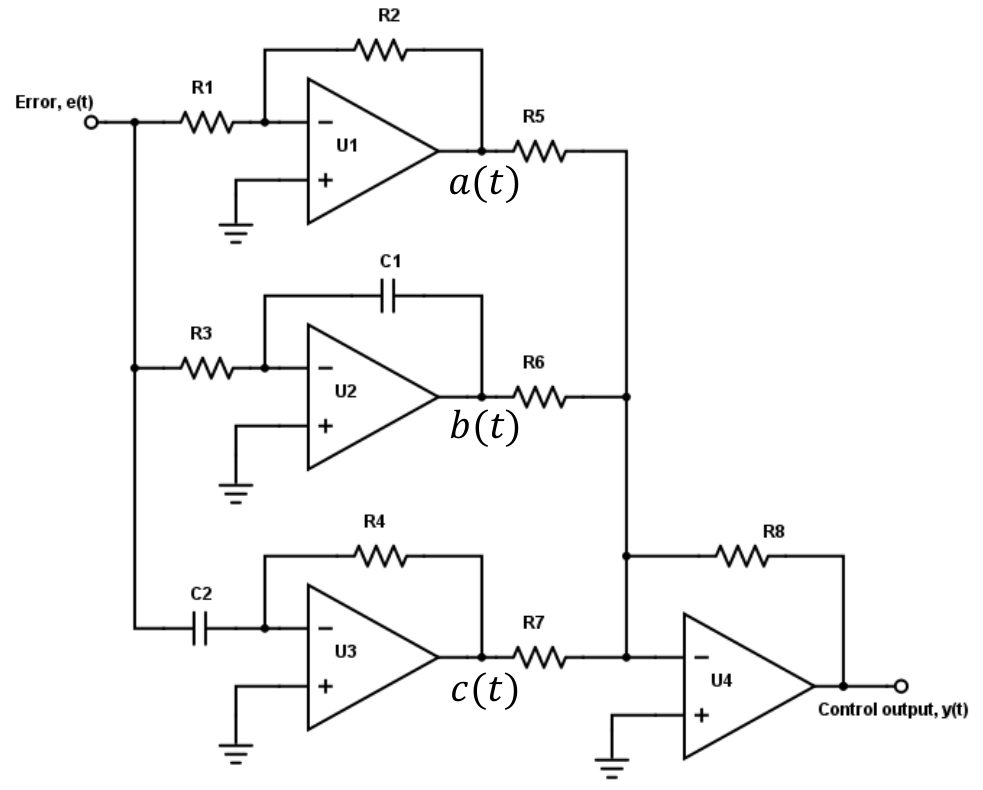 R2
R1
Error, e(t)
R5
−
U1
+
a(t)
C1
R3
R6
−
U2
+
b(t)
R4
R8
C2
R7
−
U3
+
c(t)
−
U4
+
Control output, y(t)